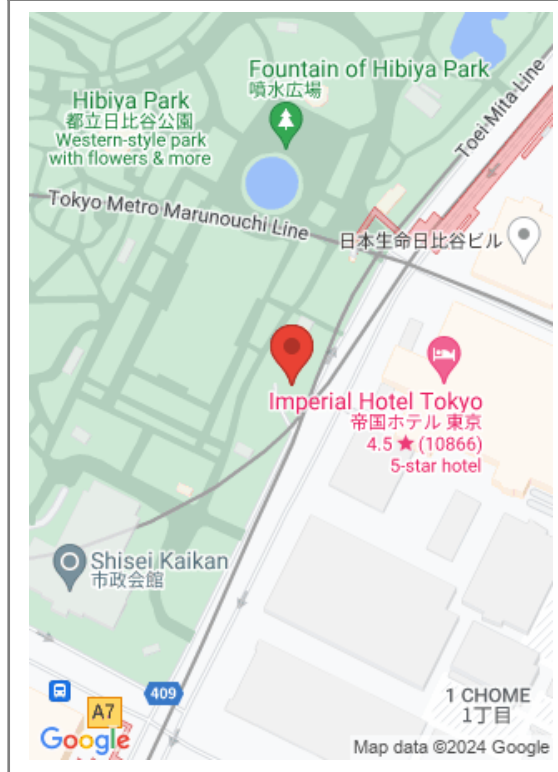 Fountain of Hibiya Park
噴水広場
Hibiya Park
都立日比谷公園
Western-style park
with flowers & more
Toei Mita Line
Tokyo Metro Marunouchi Line
日本生命日比谷ビル
Imperial Hotel Tokyo
帝国ホテル 東京
4.5★(10866)
5-star hotel
Shisei Kaikan
市政会館
409
A7
1 CHOME
1丁目
Google
Map data ©2024 Google